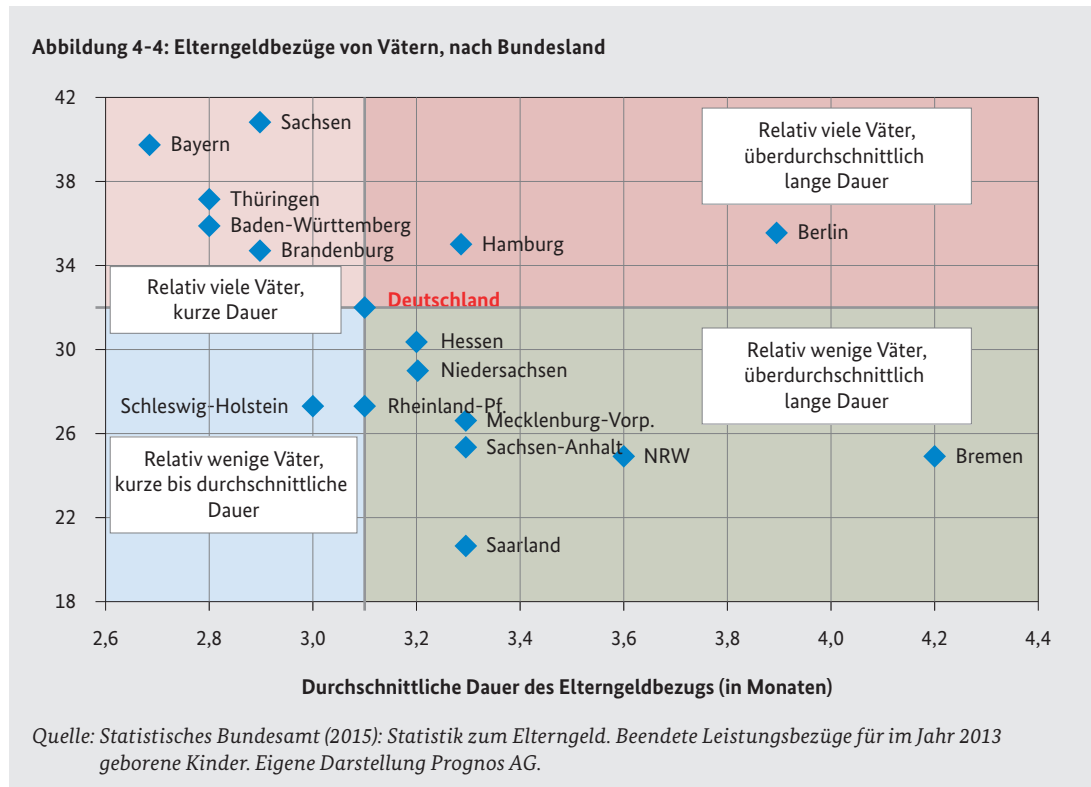 Abbildung 4-4: Elterngeldbezüge von Vätern, nach Bundesland
42
38
34
30
26
22
18
Sachsen
Bayern
Thüringen
Baden-Württemberg
Brandenburg
Hamburg
Berlin
Relativ viele Väter,
überdurchschnittlich
lange Dauer
Relativ viele Väter,
kurze Dauer
Deutschland
Hessen
Niedersachsen
Relativ wenige Väter,
überdurchschnittlich
lange Dauer
Schleswig-Holstein
Rheinland-Pf.
Mecklenburg-Vorp.
Sachsen-Anhalt
NRW
Bremen
Relativ wenige Väter,
kurze bis durchschnittliche
Dauer
Saarland
2,6 2,8 3,0 3,2 3,4 3,6 3,8 4,0 4,2 4,4
Durchschnittliche Dauer des Elterngeldbezugs (in Monaten)
Quelle: Statistisches Bundesamt (2015): Statistik zum Elterngeld. Beendete Leistungsbezüge für im Jahr 2013
geborene Kinder. Eigene Darstellung Prognos AG.